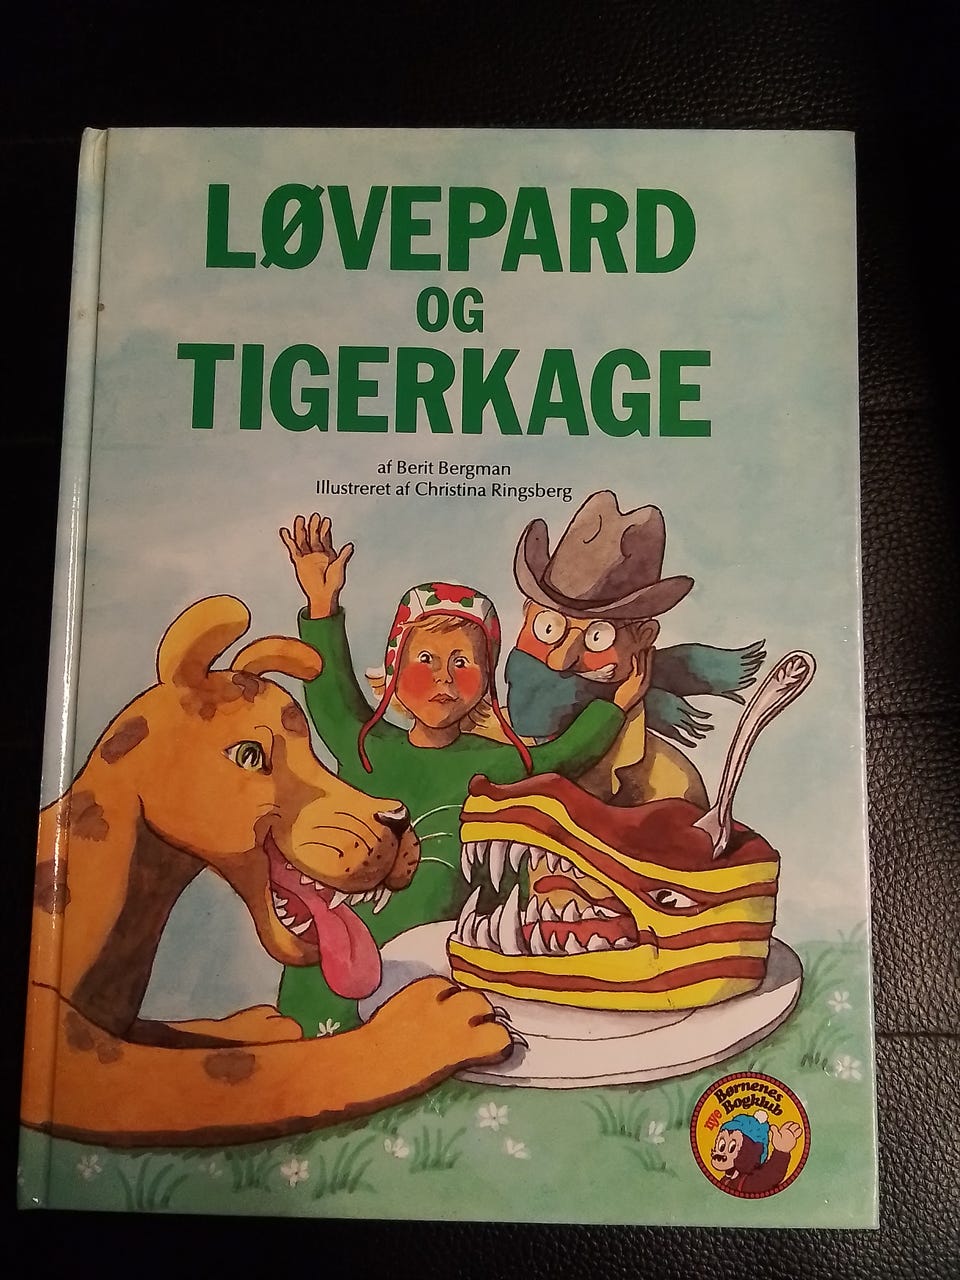 LØVEPARD
OG
TIGERKAGE
af Berit Bergman
Illustreret af Christina Ringsberg
Børnenes
nye Bogklub